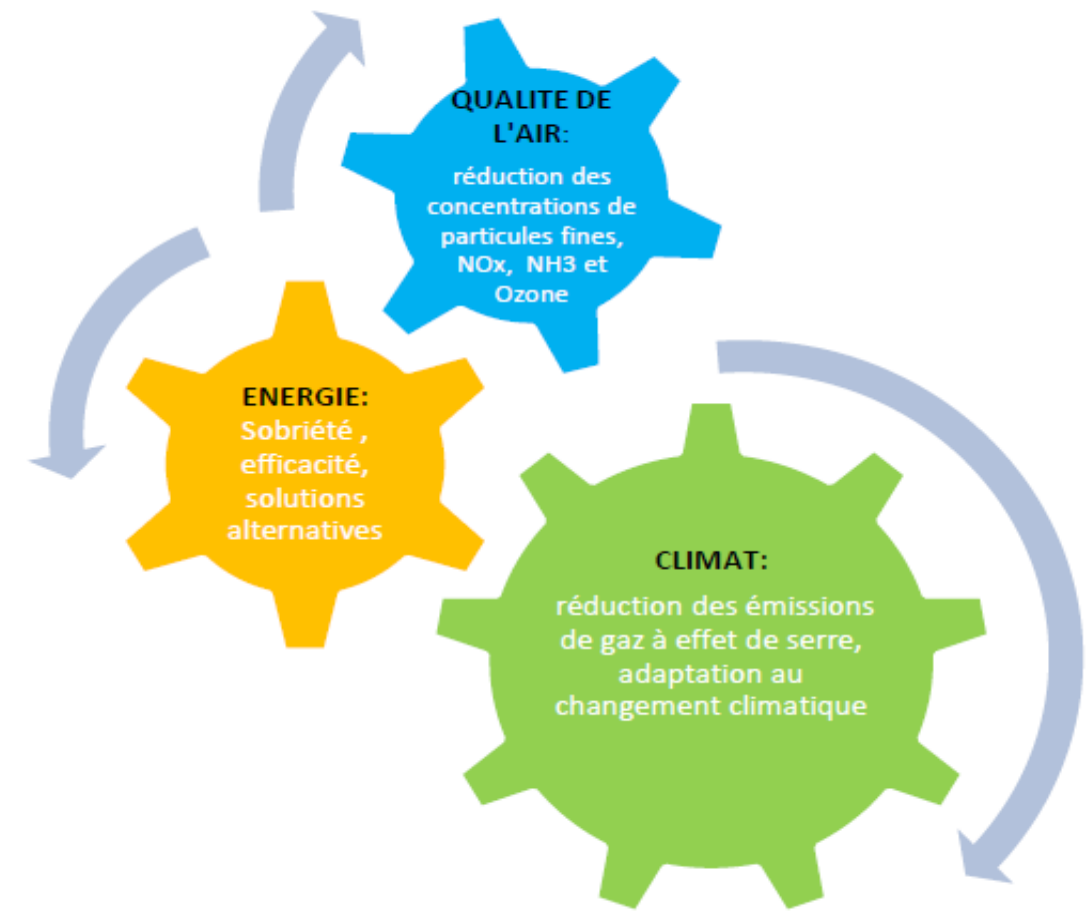 QUALITE DE
L'AIR:
réduction des
concentrations de
particules fines,
NOx, NH3 et
Ozone
ENERGIE:
Sobriété ,
efficacité,
solutions
alternatives
CLIMAT:
réduction des émissions
de gaz à effet de serre,
adaptation au
changement climatique